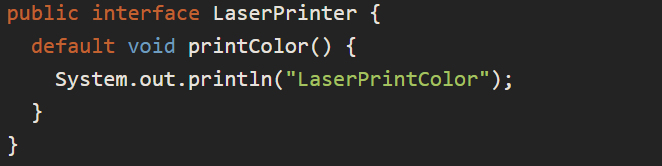 public interface LaserPrinter {
  default void printColor() {
    System.out.println("LaserPrintColor");
  }
}